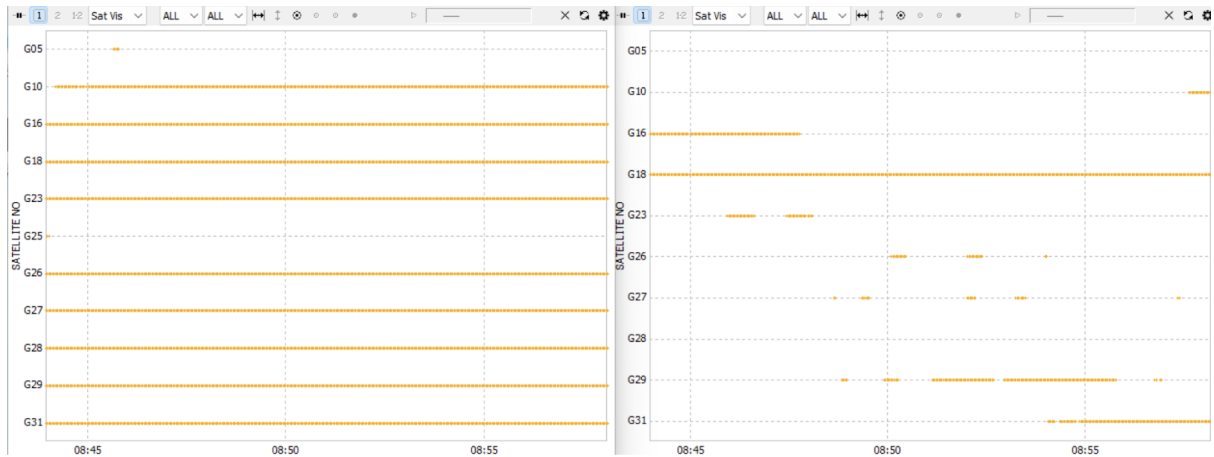 1 2 1-2 Sat Vis ALL ALL
G05
G10
G16
G18
G23
G25
G26
G27
G28
G29
G31
SATELLITE NO
08:45 08:50 08:55
1 2 1-2 Sat Vis ALL ALL
G05
G10
G16
G18
G23
G26
G27
G28
G29
G31
SATELLITE NO
08:45 08:50 08:55